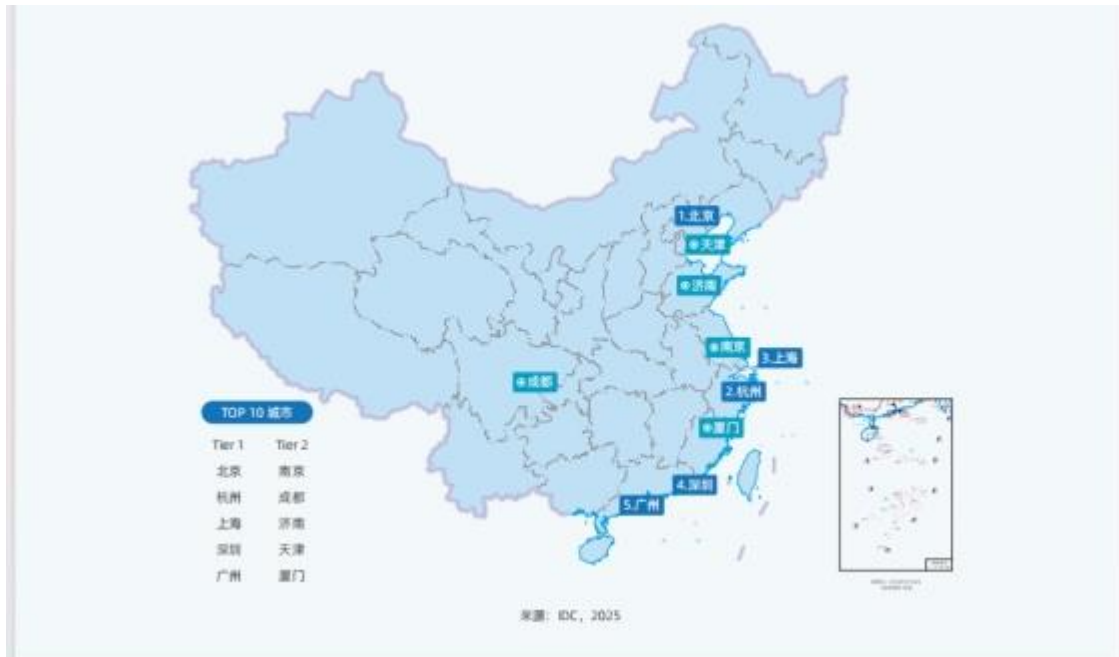 1.北京
天津
济南
南京
3.上海
成都
2.杭州
厦门
4.深圳
5.广州
TOP 10 城市
Tier 1 Tier 2
北京 南京
杭州 成都
上海 济南
深圳 天津
广州 厦门
来源：IDC，2025